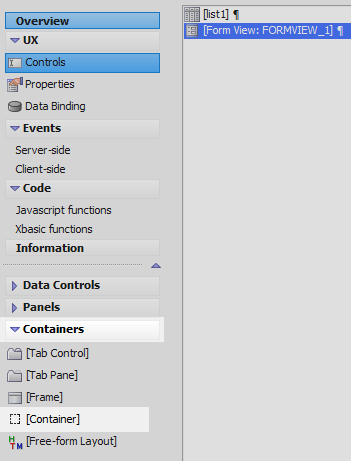 Overview
UX
Controls
Properties
Data Binding
Events
Server-side
Client-side
Code
Javascript functions
Xbasic functions
Information
Data Controls
Panels
Containers
[Tab Control]
[Tab Pane]
[Frame]
[Container]
HTM [Free-form Layout]
[list1] ¶
[Form View: FORMVIEW_1] ¶